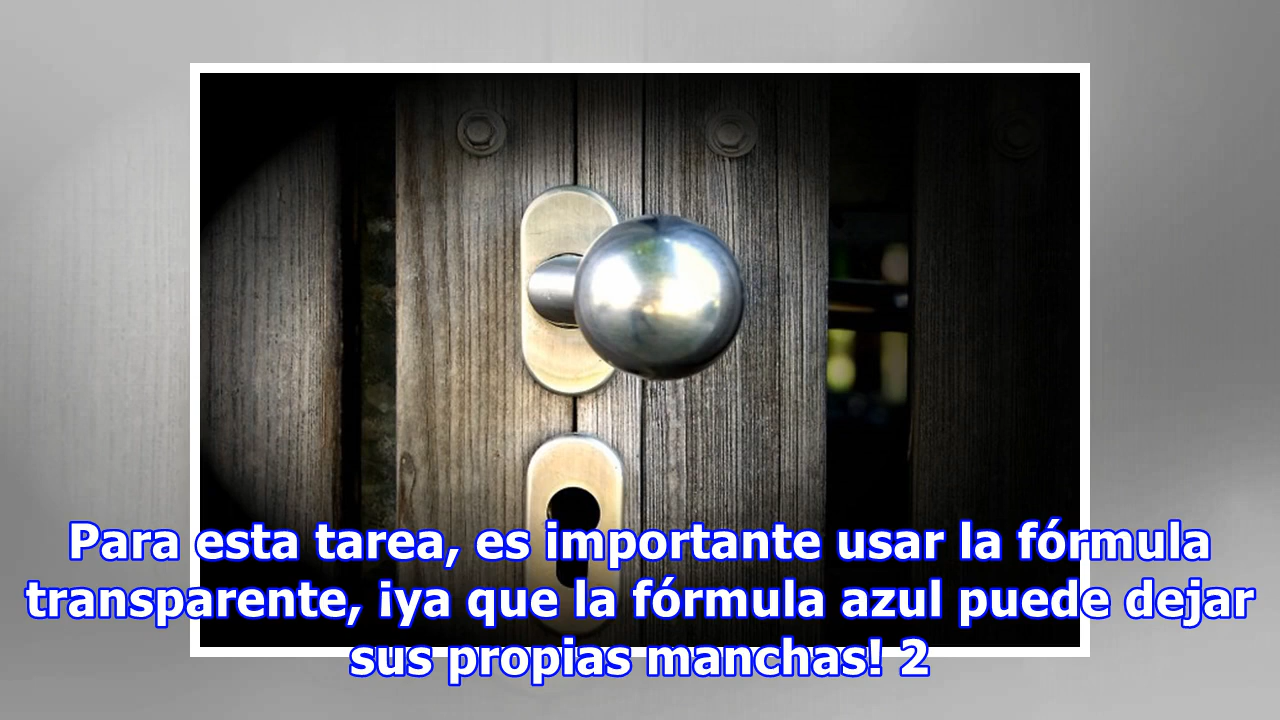 Para esta tarea, es importante usar la fórmula
transparente, ¡ya que la fórmula azul puede dejar
sus propias manchas! 2